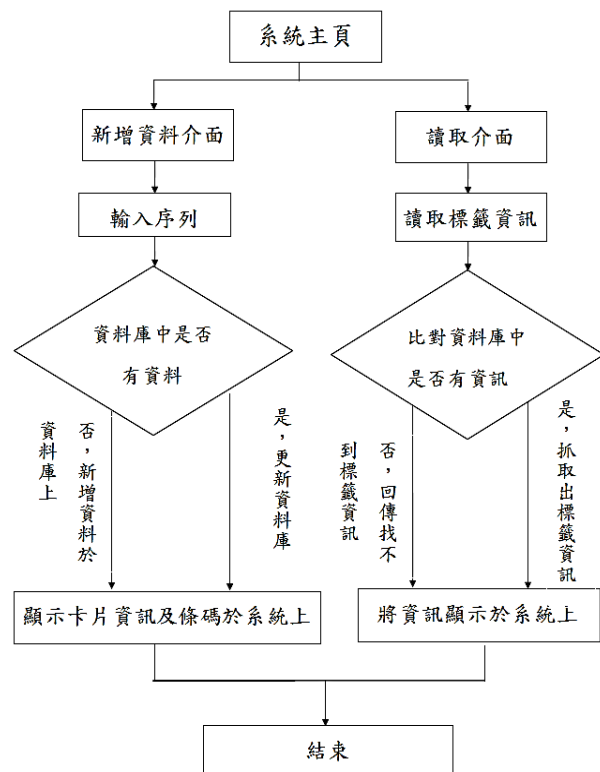 系統主頁
新增資料介面
讀取介面
輸入序列
讀取標籤資訊
資料庫中是否
有資料
比對資料庫中
是否有資訊
否，新增資料於
資料庫上
是，更新資料庫
否，回傳找不
到標籤資訊
是，抓取出標籤資訊
顯示卡片資訊及條碼於系統上
將資訊顯示於系統上
結束